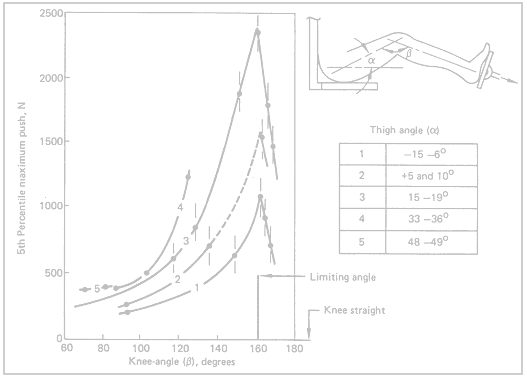 2500
2000
1500
1000
500
0
5th Percentile maximum push, N
60 80 100 120 140 160 180
Knee-angle (β), degrees
5
4
3
2
1
α
β
Thigh angle (α)
1 −15 −6°
2 +5 and 10°
3 15 −19°
4 33 −36°
5 48 −49°
Limiting angle
Knee straight